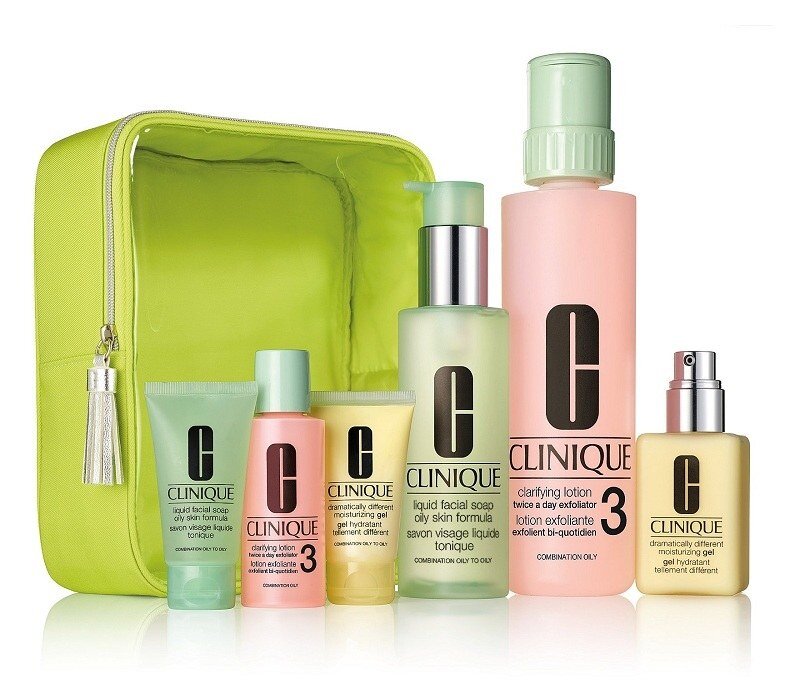 C
CLINIQUE
liquid facial soap
oily skin formula
savon visage liquide
tonique
COMBINATION OILY TO OILY
C
CLINIQUE
clarifying lotion
twice a day exfoliator
3
lotion exfoliante
exfolient bi-quotidien
COMBINATION OILY
C
CLINIQUE
dramatically different
moisturizing gel
gel hydratant
tellement différent
COMBINATION OILY TO OILY
C
CLINIQUE
liquid facial soap
oily skin formula
savon visage liquide
tonique
COMBINATION OILY TO OILY
C
CLINIQUE
clarifying lotion
twice a day exfoliator
3
lotion exfoliante
exfolient bi-quotidien
COMBINATION OILY
C
CLINIQUE
dramatically different
moisturizing gel
gel hydratant
tellement différent